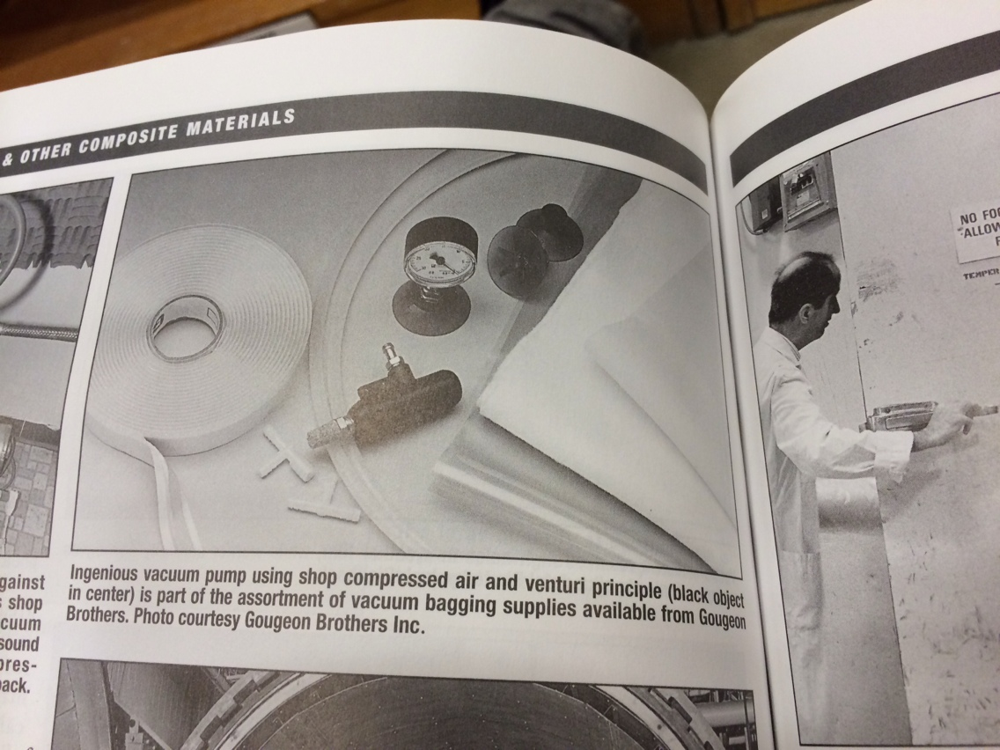 & OTHER COMPOSITE MATERIALS
Ingenious vacuum pump using shop compressed air and venturi principle (black object
in center) is part of the assortment of vacuum bagging supplies available from Gougeon
Brothers. Photo courtesy Gougeon Brothers Inc.
gainst
shop
cuum
sound
pres-
ack.
NO FOO
ALLOW
F
TEMPER